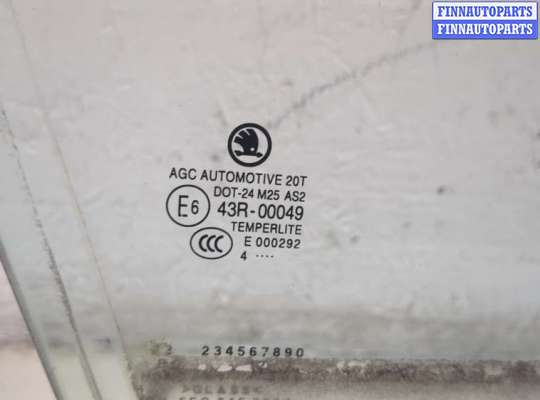 FINNAUTOPARTS
FINNAUTOPARTS
AGC AUTOMOTIVE 20T
DOT-24 M25 AS2
E6 43R-00049
TEMPERLITE
CCC E 000292
4 ....
234567890